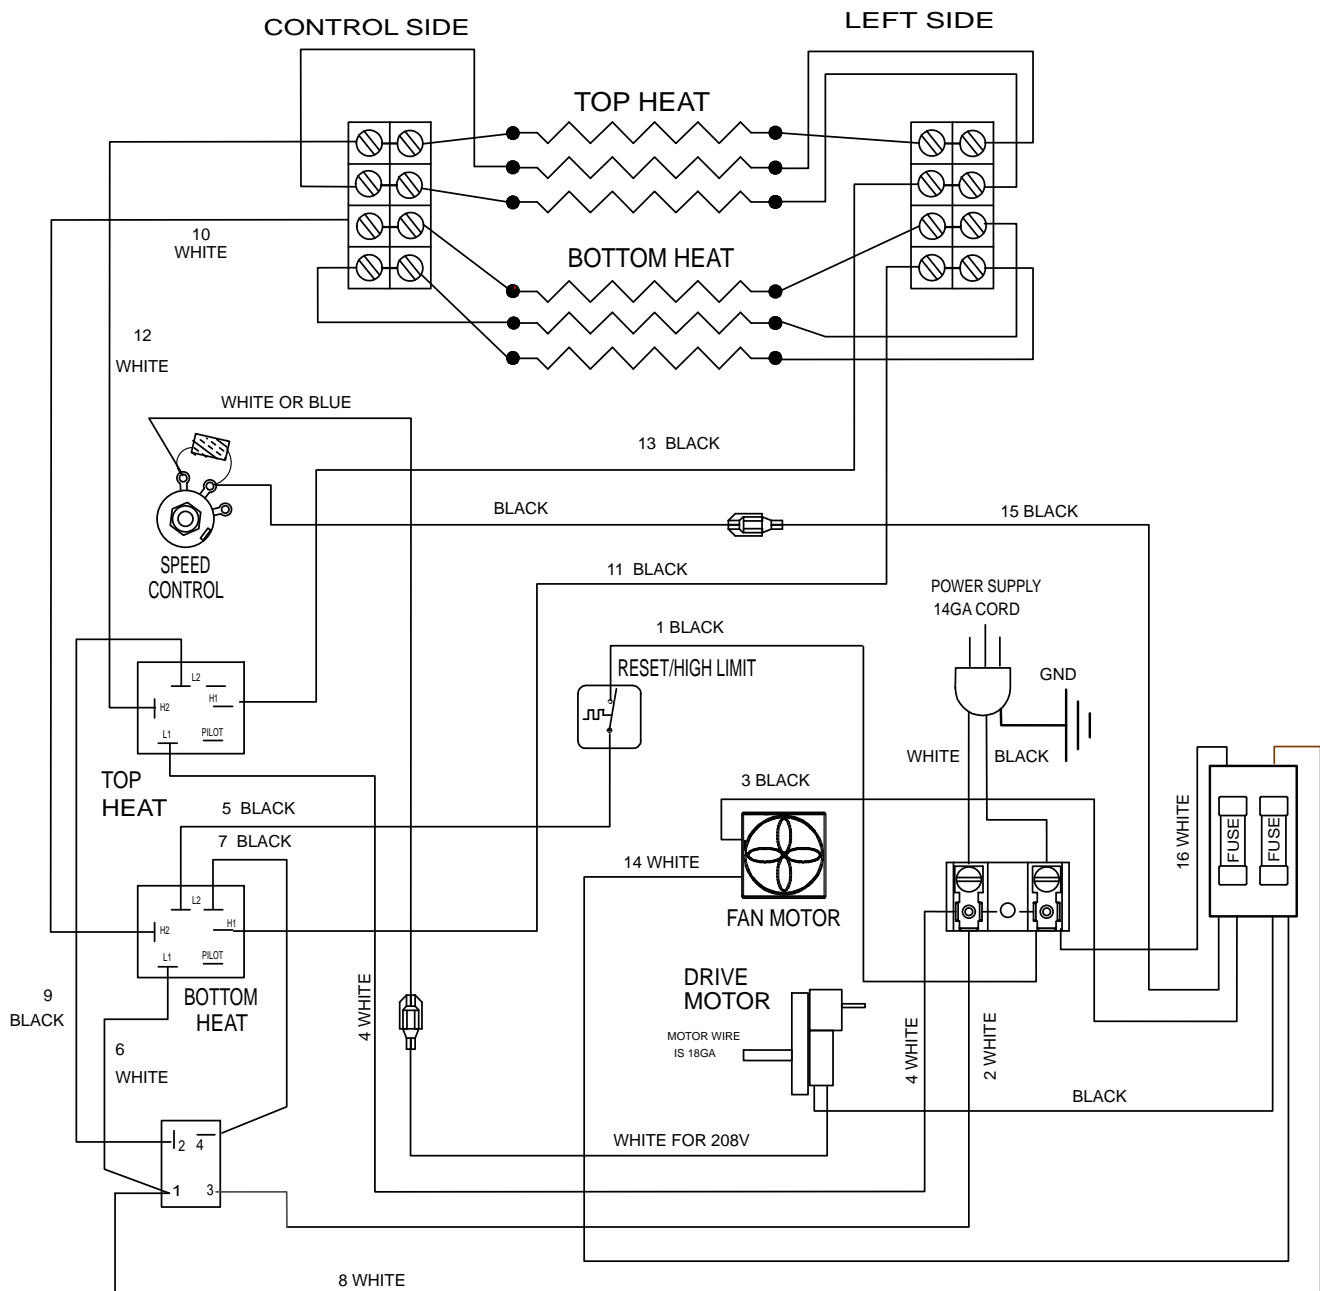 CONTROL SIDE
LEFT SIDE
TOP HEAT
10
WHITE
BOTTOM HEAT
12
WHITE
WHITE OR BLUE
13 BLACK
BLACK
15 BLACK
SPEED
CONTROL
11 BLACK
POWER SUPPLY
14GA CORD
1 BLACK
RESET/HIGH LIMIT
GND
L2
H1
H2
L1
PILOT
WHITE
BLACK
TOP
HEAT
3 BLACK
5 BLACK
7 BLACK
16 WHITE
FUSE
FUSE
14 WHITE
FAN MOTOR
L2
H1
H2
L1
PILOT
BOTTOM
HEAT
9
BLACK
4 WHITE
DRIVE
MOTOR
MOTOR WIRE
IS 18GA
4 WHITE
2 WHITE
6
WHITE
BLACK
WHITE FOR 208V
2 4
1 3
8 WHITE